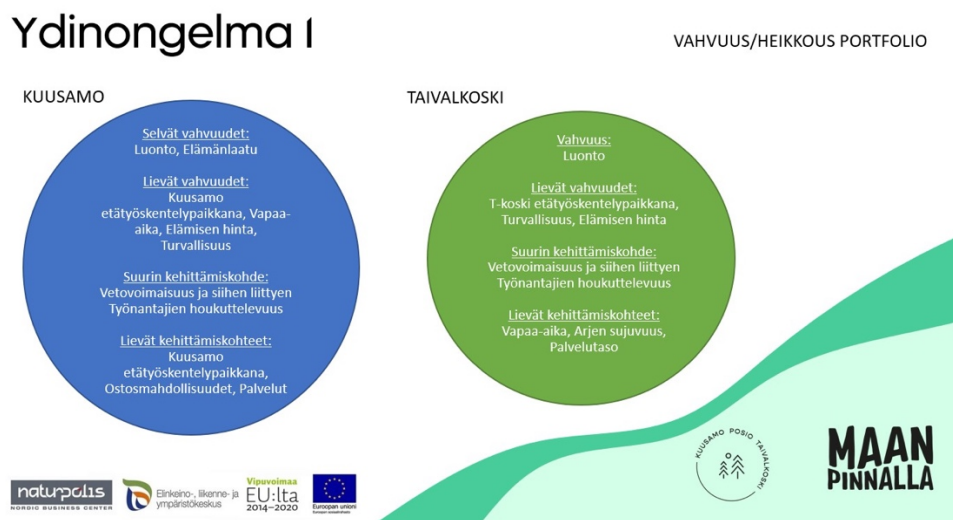 Ydinongelma I
VAHVUUS/HEIKKOUS PORTFOLIO
KUUSAMO
Selvät vahvuudet:
Luonto, Elämänlaatu
Lievät vahvuudet:
Kuusamo
etätyöskentelypaikkana, Vapaa-
aika, Elämisen hinta,
Turvallisuus
Suurin kehittämiskohde:
Vetovoimaisuus ja siihen liittyen
Työnantajien houkuttelevuus
Lievät kehittämiskohteet:
Kuusamo
etätyöskentelypaikkana,
Ostosmahdollisuudet, Palvelut
TAIVALKOSKI
Vahvuus:
Luonto
Lievät vahvuudet:
T-koski etätyöskentelypaikkana,
Turvallisuus, Elämisen hinta
Suurin kehittämiskohde:
Vetovoimaisuus ja siihen liittyen
Työnantajien houkuttelevuus
Lievät kehittämiskohteet:
Vapaa-aika, Arjen sujuvuus,
Palvelutaso
naturpolis
NORDIC BUSINESS CENTER
Elinkeino-, liikenne- ja
ympäristökeskus
Vipuvoimaa
EU:lta
2014–2020
Euroopan unioni
KUUSAMO POSIO TAIVALKOSKI
MAAN
PINNALLA